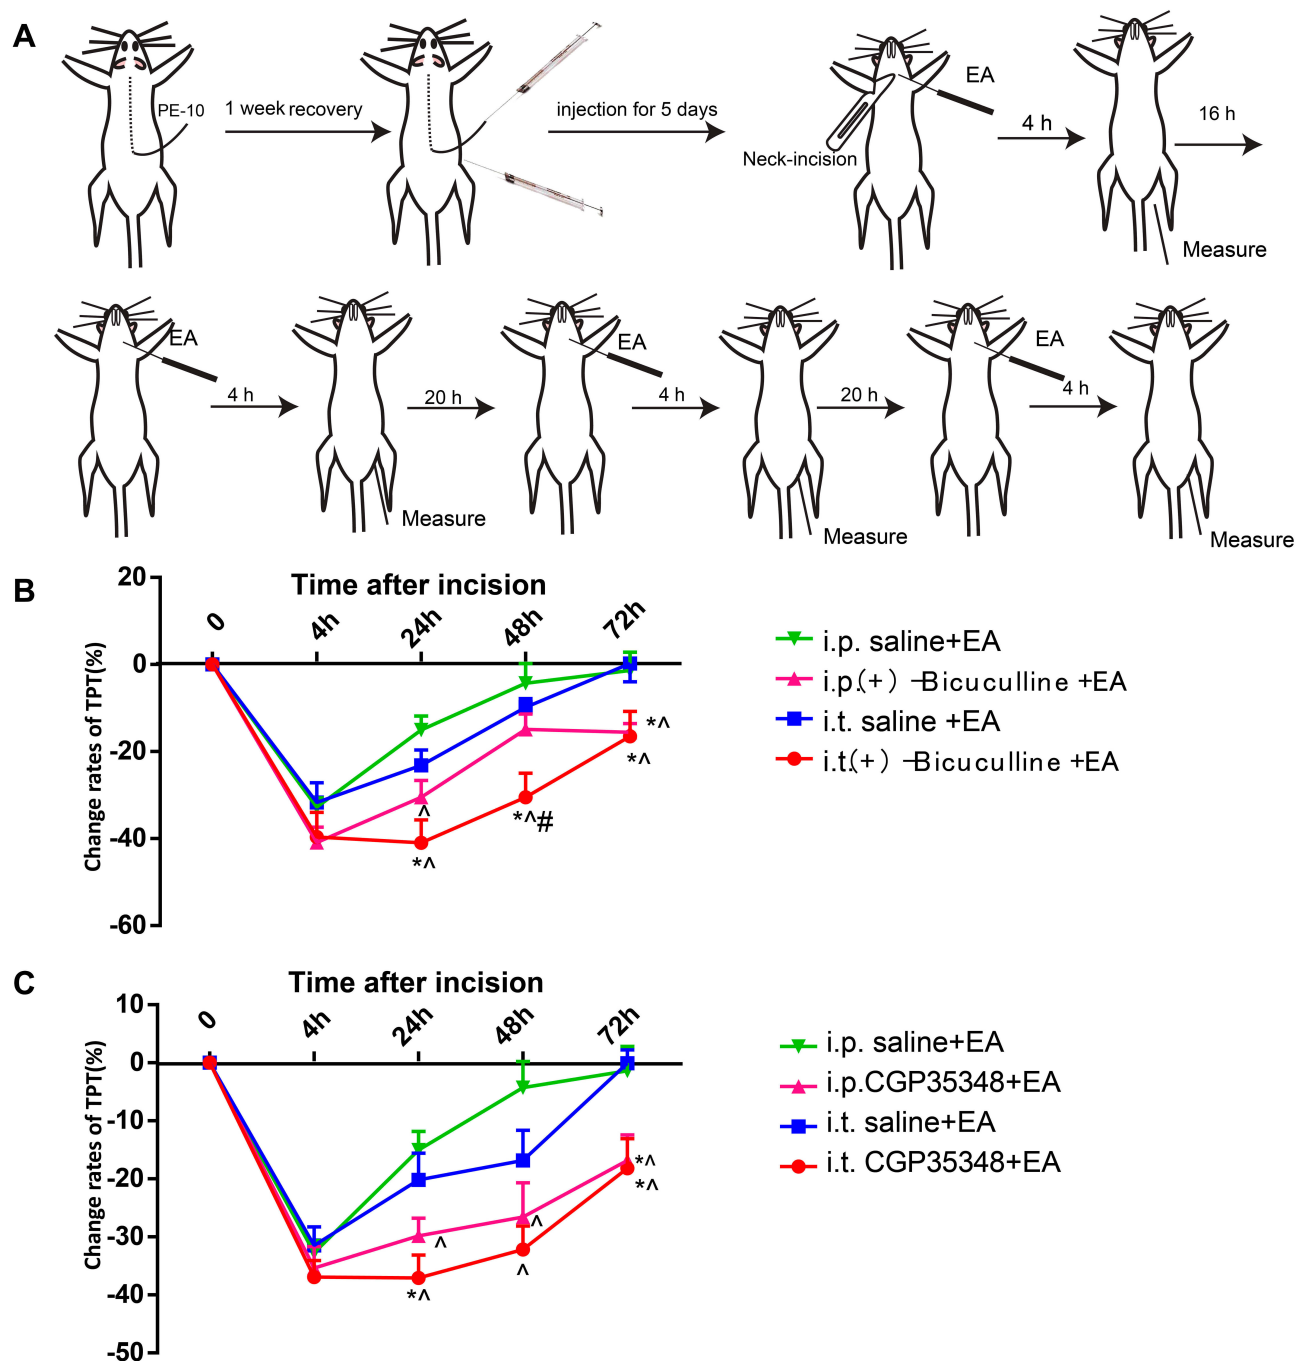 A
PE-10
1 week recovery
injection for 5 days
Neck-incision
EA
4 h
16 h
Measure
EA
4 h
Measure
20 h
EA
4 h
Measure
20 h
EA
4 h
Measure
B
Time after incision
Change rates of TPT(%)
20
0
-20
-40
-60
0
4h
24h
48h
72h
^
*^
*^#
*^
*^
i.p. saline+EA
i.p.(+) -Bicuculline +EA
i.t. saline +EA
i.t.(+) -Bicuculline +EA
C
Time after incision
Change rates of TPT(%)
10
0
-10
-20
-30
-40
-50
0
4h
24h
48h
72h
^
*^
^
^
*^
*^
i.p. saline+EA
i.p.CGP35348+EA
i.t. saline+EA
i.t. CGP35348+EA